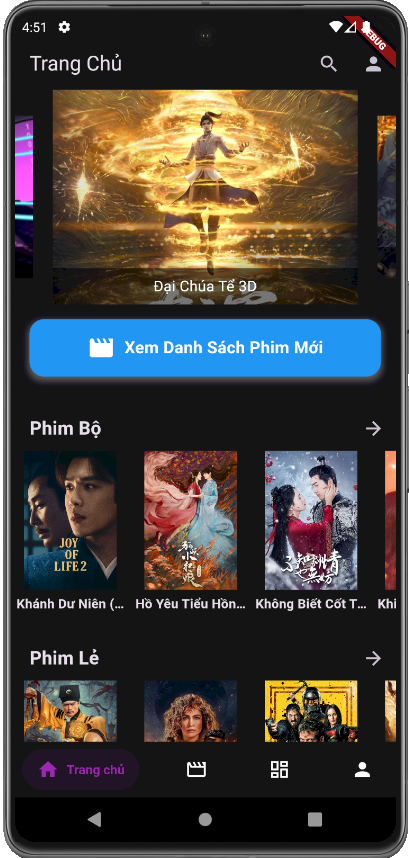 4:51
DEBUG
Trang Chủ
Đại Chúa Tể 3D
Xem Danh Sách Phim Mới
Phim Bộ
JOY
OF
LIFE 2
Khánh Dư Niên (...
Hồ Yêu Tiểu Hồn...
Không Biết Cốt T...
Khi
Phim Lẻ
Trang chủ